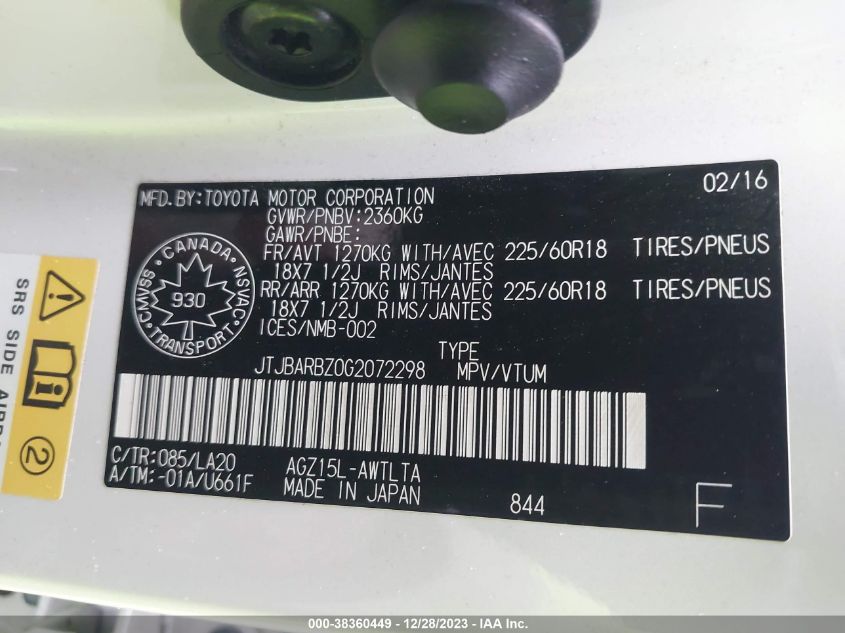 MFD.BY:TOYOTA MOTOR CORPORATION 02/16
GVWR/PNBV:2360KG
GAWR/PNBE:
FR/AVT 1270KG WITH/AVEC 225/60R18 TIRES/PNEUS
18X7 1/2J RIMS/JANTES
RR/ARR 1270KG WITH/AVEC 225/60R18 TIRES/PNEUS
18X7 1/2J RIMS/JANTES
ICES/NMB-002
CANADA
CMVSS
NSVAC
930
TRANSPORT
TYPE
JTJBARBZ0G2072298 MPV/VTUM
C/TR:085/LA20 AGZ15L-AWTLTA
A/TM:-01A/U661F MADE IN JAPAN 844
F
SRS SIDE
2
000-38360449 - 12/28/2023 - IAA Inc.